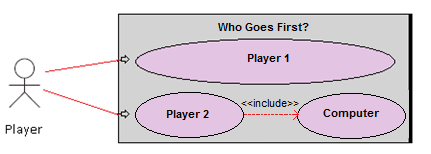 Who Goes First?
Player 1
<<include>>
Player 2
Computer
Player